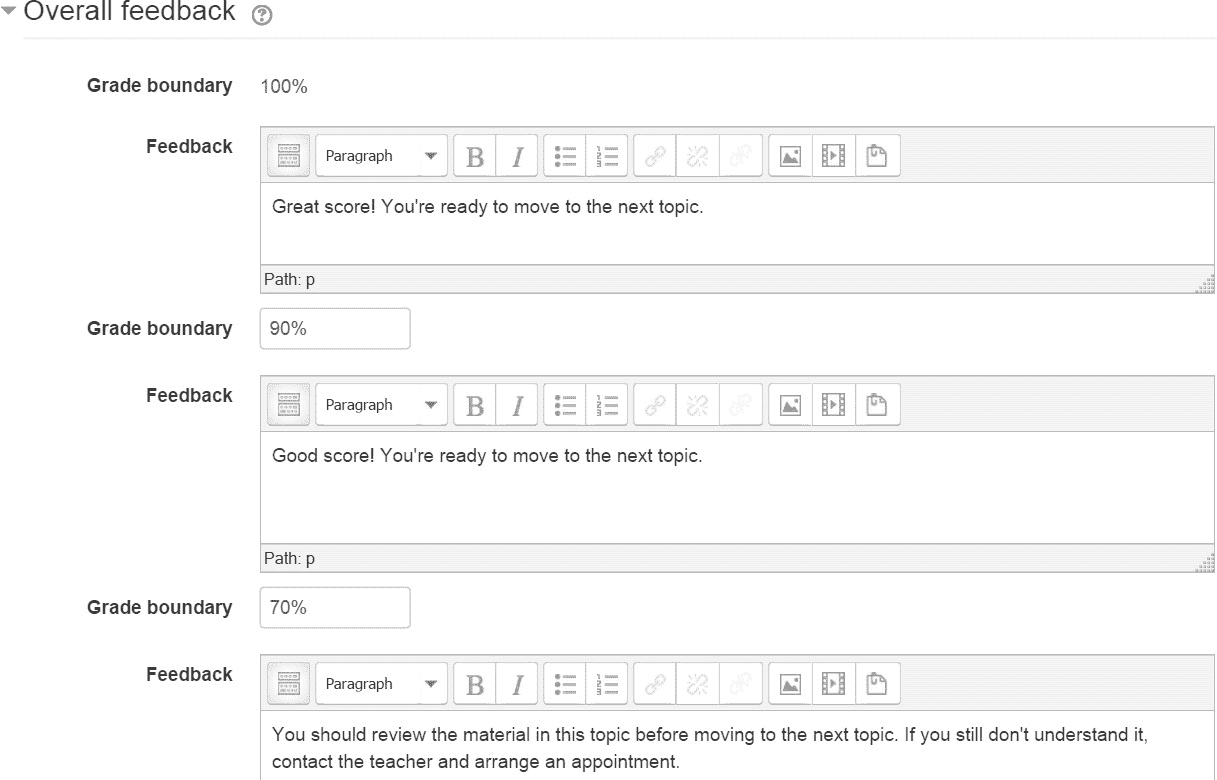 Overall feedback ?
Grade boundary 100%
Feedback
Paragraph B I
Great score! You're ready to move to the next topic.
Path: p
Grade boundary 90%
Feedback
Paragraph B I
Good score! You're ready to move to the next topic.
Path: p
Grade boundary 70%
Feedback
Paragraph B I
You should review the material in this topic before moving to the next topic. If you still don't understand it,
contact the teacher and arrange an appointment.